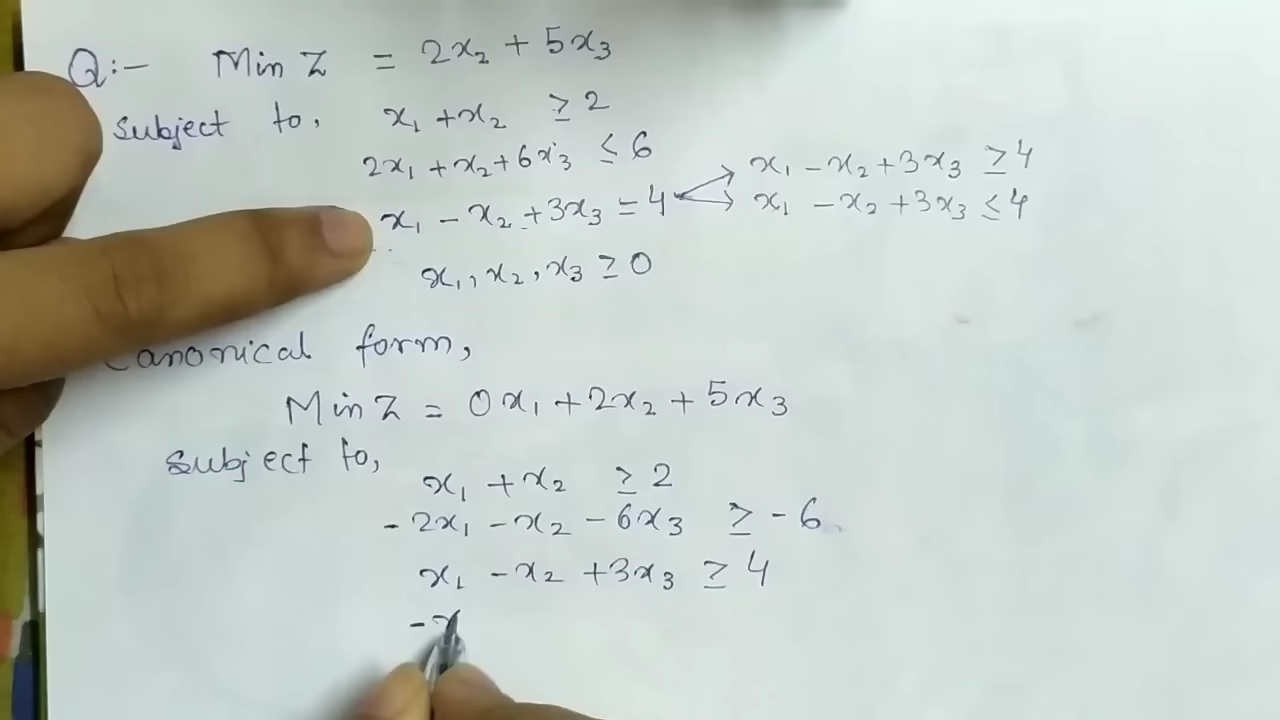 Q:- Min Z = 2x₂ + 5x₃
subject to, x₁ + x₂ ≥ 2
2x₁ + x₂ + 6x₃ ≤ 6
x₁ - x₂ + 3x₃ ≥ 4
x₁ - x₂ + 3x₃ = 4
x₁ - x₂ + 3x₃ ≤ 4
x₁, x₂, x₃ ≥ 0
Canonical form,
Min Z = 0x₁ + 2x₂ + 5x₃
subject to,
x₁ + x₂ ≥ 2
-2x₁ - x₂ - 6x₃ ≥ -6
x₁ - x₂ + 3x₃ ≥ 4
-x